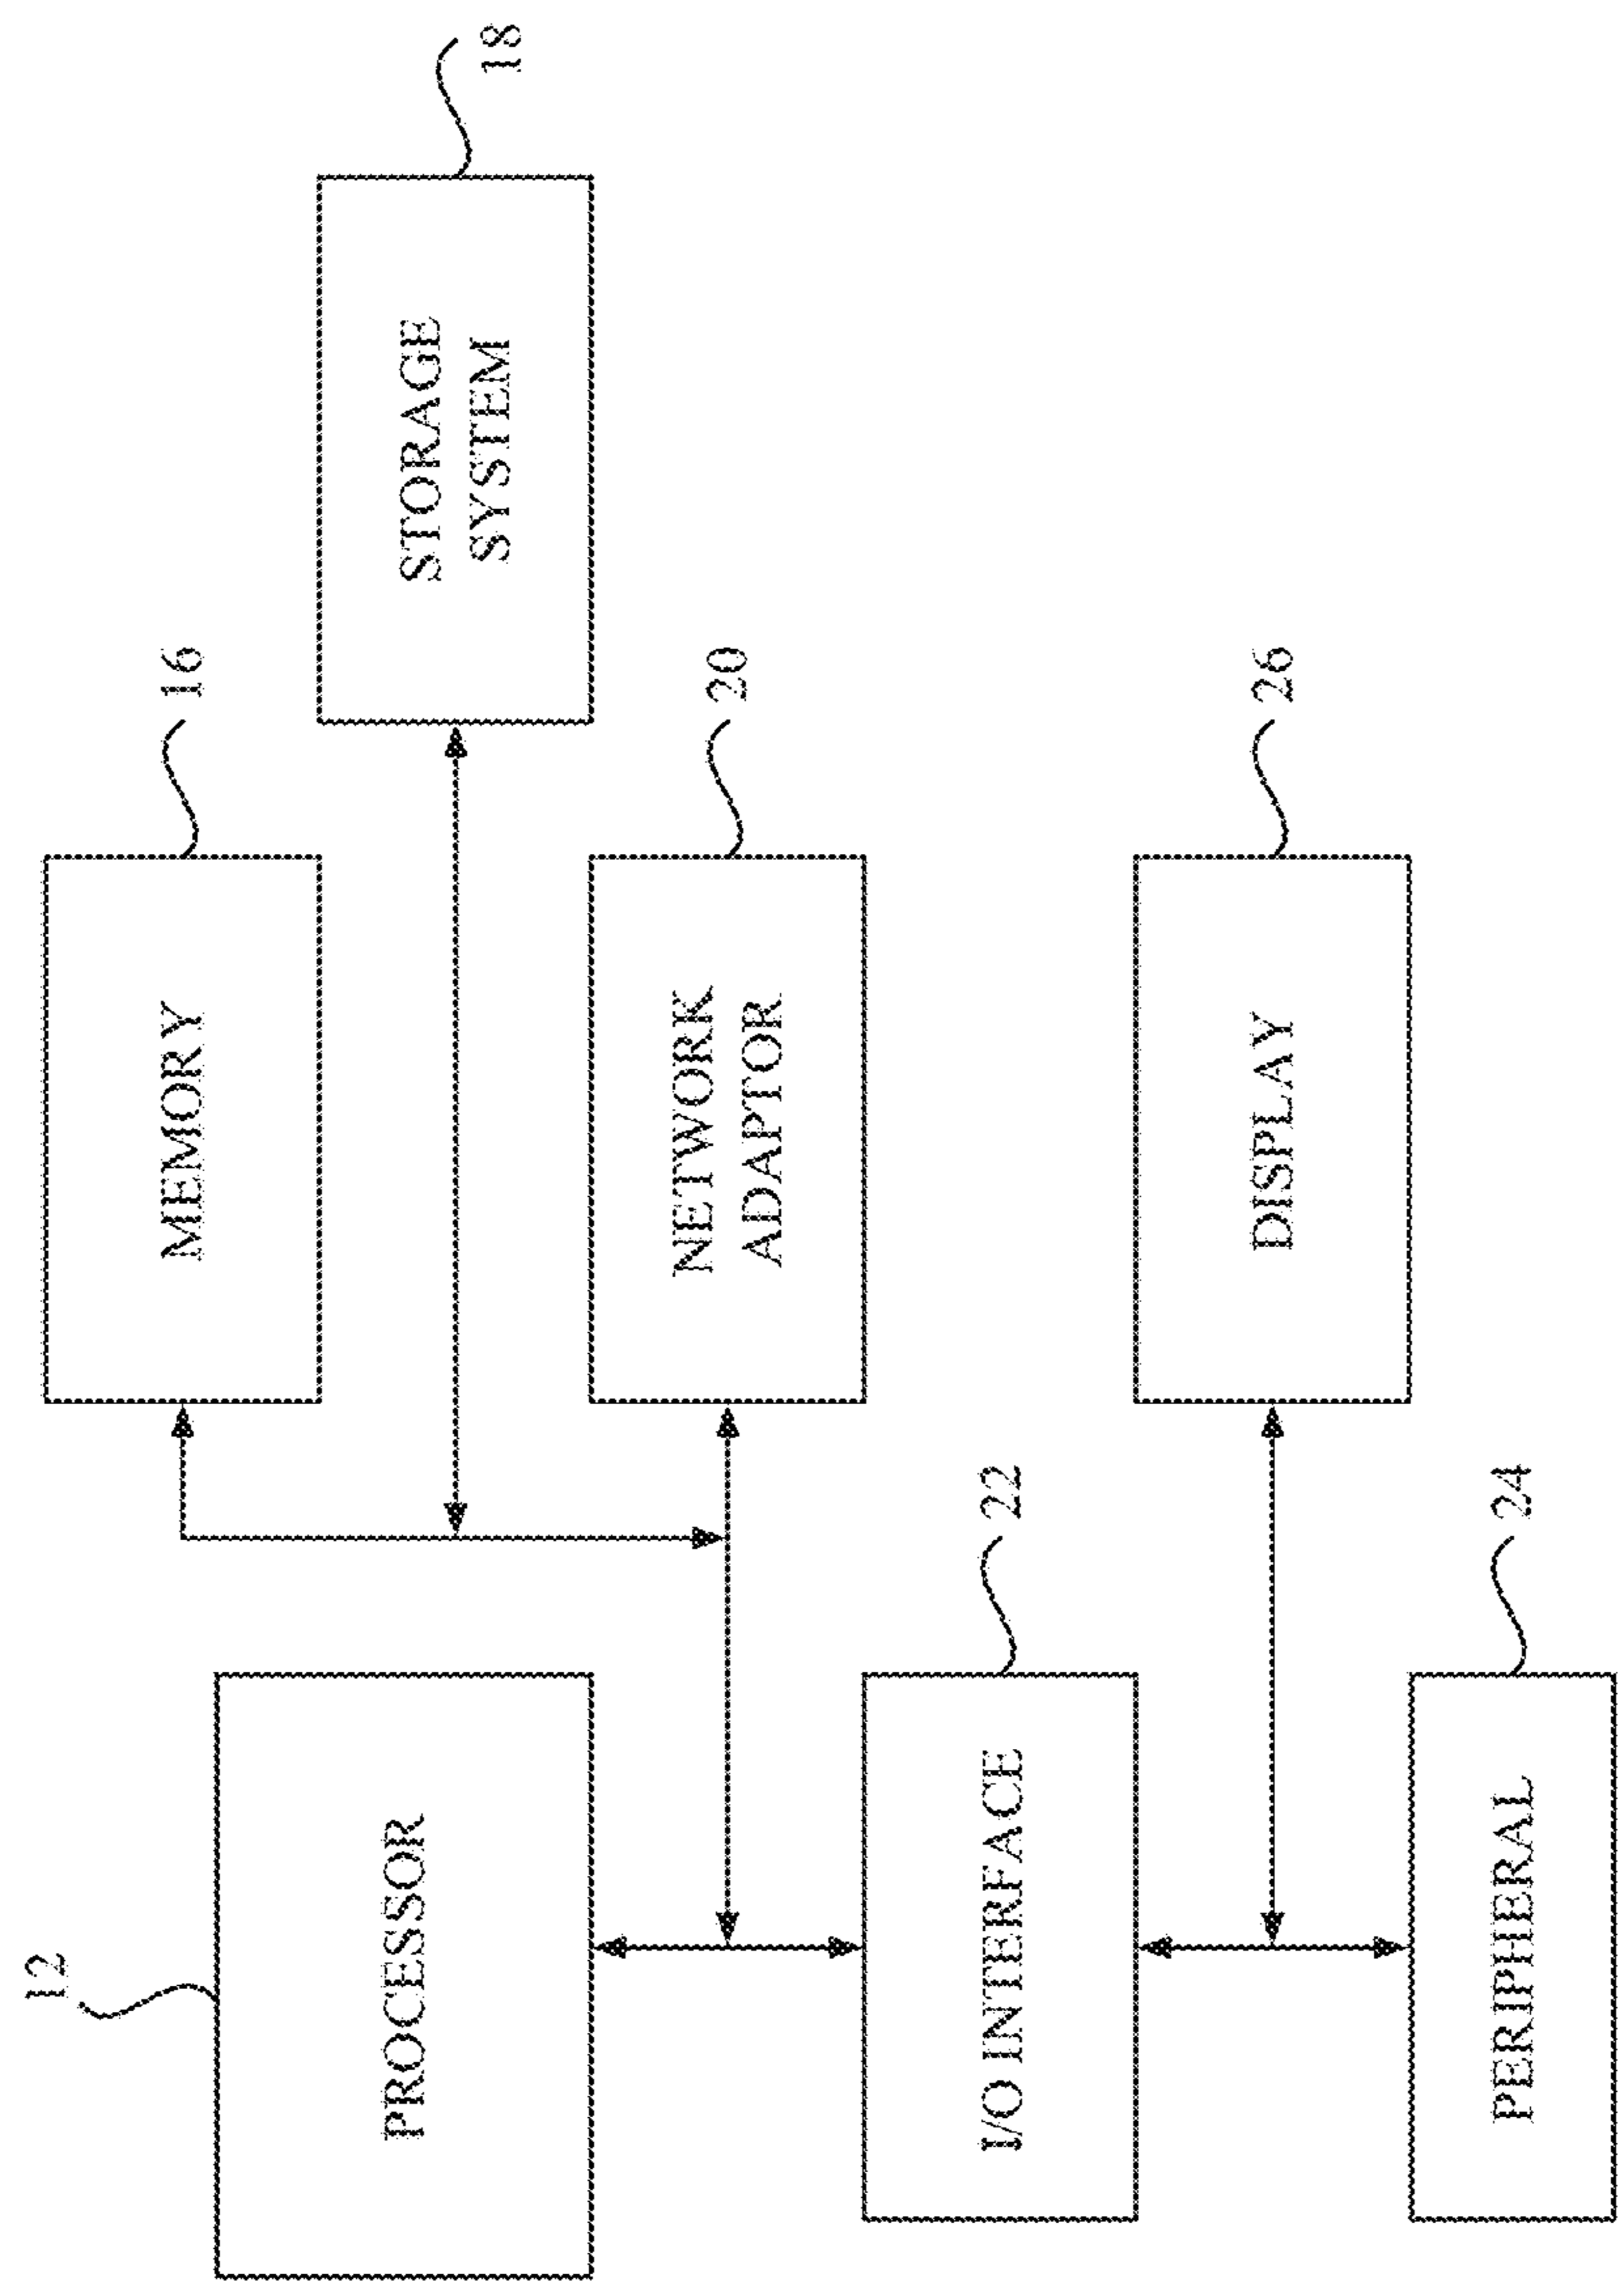 12
PROCESSOR
MEMORY
16
STORAGE
SYSTEM
18
NETWORK
ADAPTOR
20
I/O INTERFACE
22
DISPLAY
26
PERIPHERAL
24